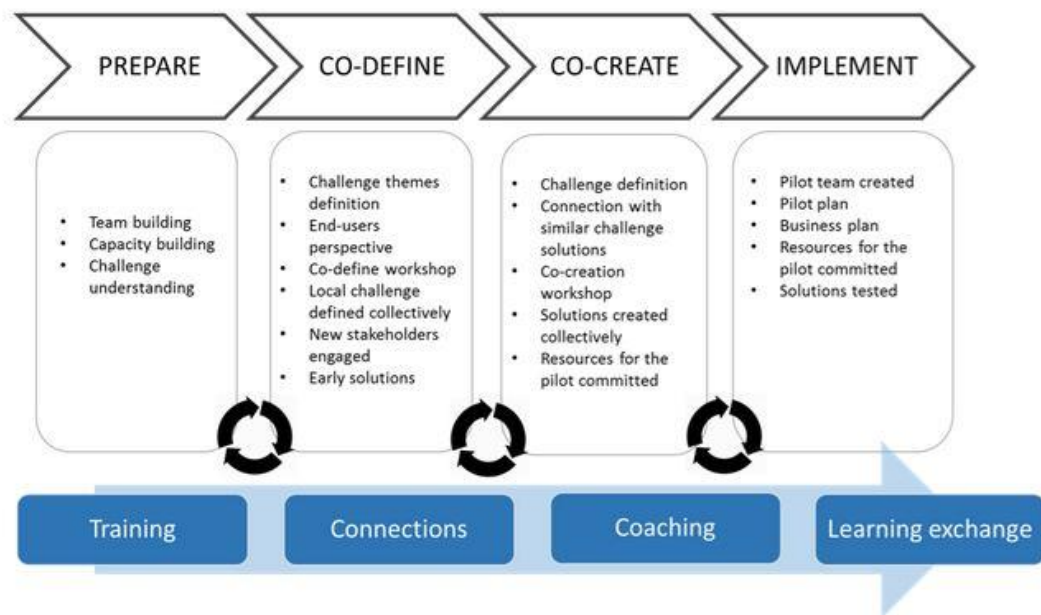 PREPARE
CO-DEFINE
CO-CREATE
IMPLEMENT
• Team building
• Capacity building
• Challenge
understanding
• Challenge themes
definition
• End-users
perspective
• Co-define workshop
• Local challenge
defined collectively
• New stakeholders
engaged
• Early solutions
• Challenge definition
• Connection with
similar challenge
solutions
• Co-creation
workshop
• Solutions created
collectively
• Resources for the
pilot committed
• Pilot team created
• Pilot plan
• Business plan
• Resources for the
pilot committed
• Solutions tested
Training
Connections
Coaching
Learning exchange